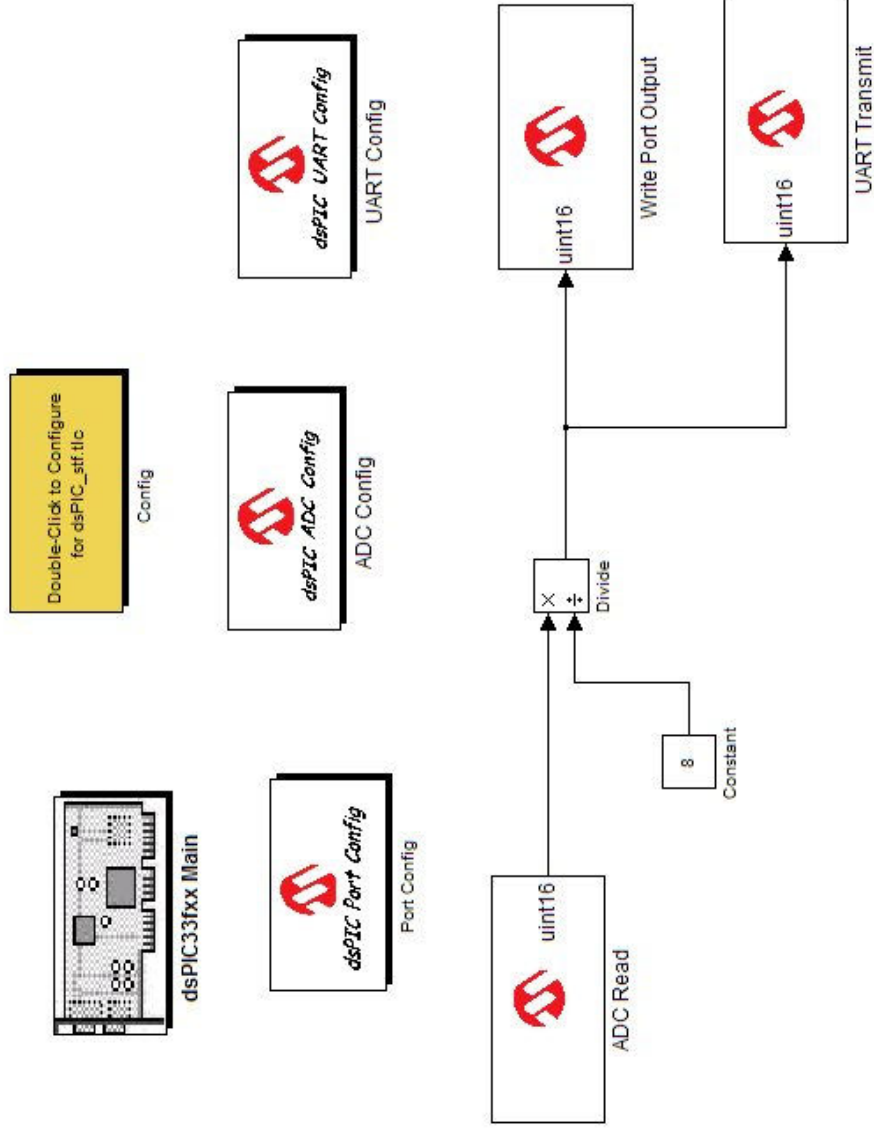 dsPIC33fxx Main
Double-Click to Configure
for dsPIC_stf.tlc
Config
dsPIC Port Config
Port Config
dsPIC ADC Config
ADC Config
dsPIC UART Config
UART Config
uint16
ADC Read
8
Constant
×
÷
Divide
uint16
Write Port Output
uint16
UART Transmit